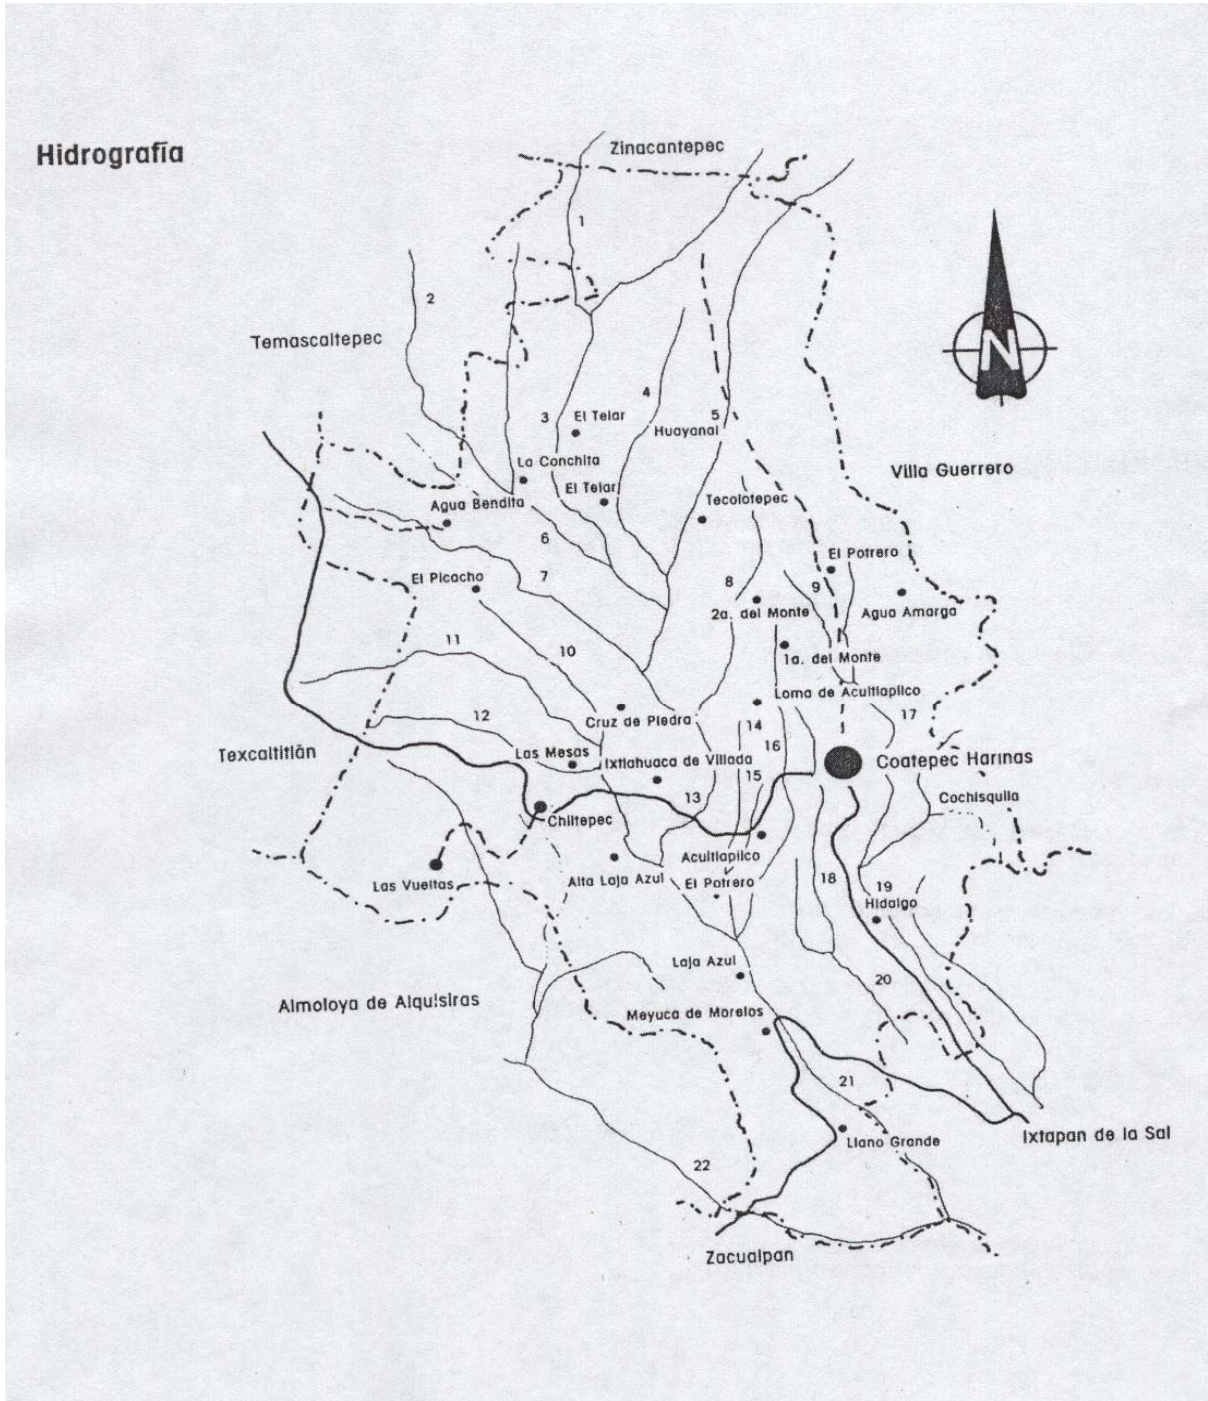 Hidrografía
Zinacantepec
1
2
N
Temascaltepec
4
3
El Telar
5
Huayanal
La Conchita
Villa Guerrero
El Telar
Tecolotepec
Agua Bendita
6
El Potrero
7
El Picacho
8
9
2a. del Monte
Agua Amarga
11
10
1a. del Monte
Loma de Acuitlapilco
12
Cruz de Piedra
14
17
Texcaltitlán
Las Mesas
Ixtlahuaca de Villada
16
Coatepec Harinas
15
13
Cochisquila
Chiltepec
Acuitlapilco
Las Vueltas
Alta Laja Azul
El Potrero
18
19
Hidalgo
Laja Azul
20
Almoloya de Alquisiras
Meyuca de Morelos
21
Llano Grande
Ixtapan de la Sal
22
Zacualpan